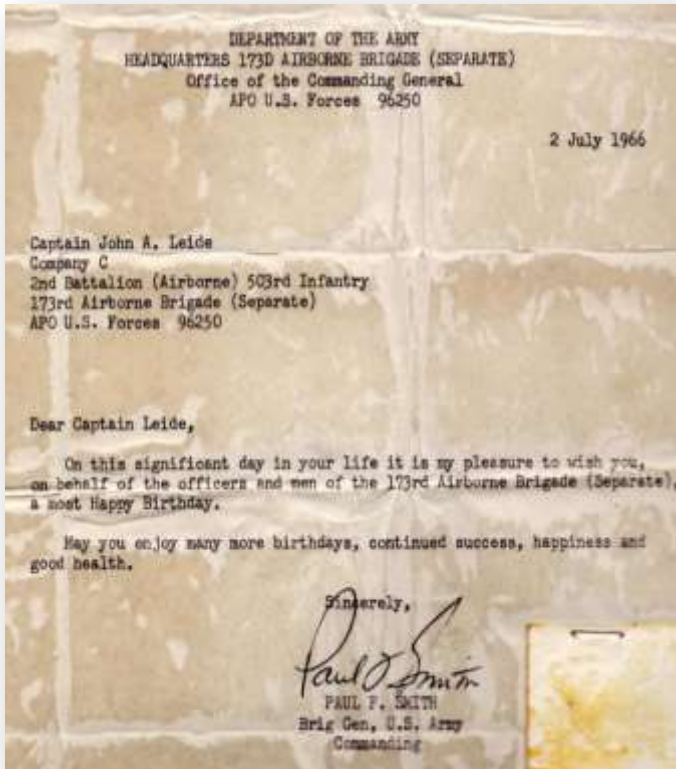 DEPARTMENT OF THE ARMY
HEADQUARTERS 173D AIRBORNE BRIGADE (SEPARATE)
Office of the Commanding General
APO U.S. Forces 96250
2 July 1966
Captain John A. Leide
Company C
2nd Battalion (Airborne) 503rd Infantry
173rd Airborne Brigade (Separate)
APO U.S. Forces 96250
Dear Captain Leide,
On this significant day in your life it is my pleasure to wish you,
on behalf of the officers and men of the 173rd Airborne Brigade (Separate),
a most Happy Birthday.
May you enjoy many more birthdays, continued success, happiness and
good health.
Sincerely,
Paul F Smith
PAUL F. SMITH
Brig Gen, U.S. Army
Commanding